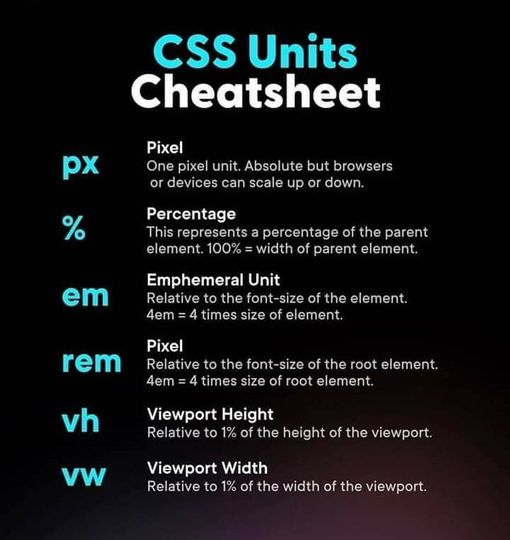 CSS Units
Cheatsheet
px
Pixel
One pixel unit. Absolute but browsers
or devices can scale up or down.
%
Percentage
This represents a percentage of the parent
element. 100% = width of parent element.
em
Emphemeral Unit
Relative to the font-size of the element.
4em = 4 times size of element.
rem
Pixel
Relative to the font-size of the root element.
4em = 4 times size of root element.
vh
Viewport Height
Relative to 1% of the height of the viewport.
vw
Viewport Width
Relative to 1% of the width of the viewport.